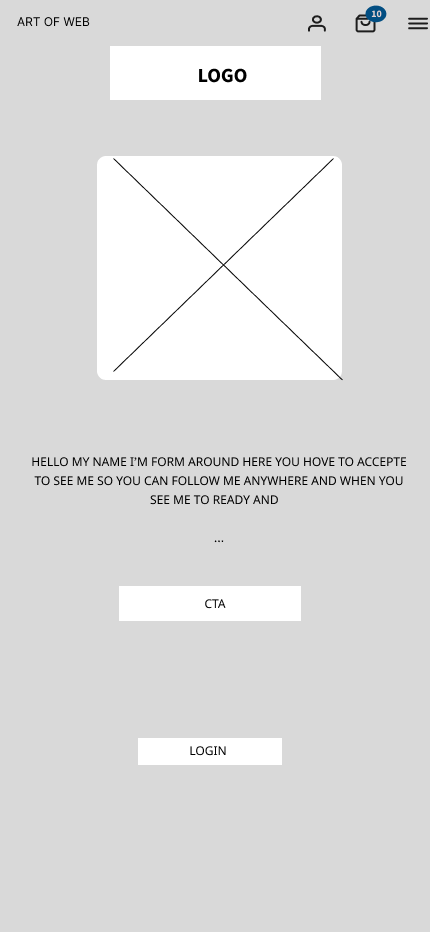 ART OF WEB
10
LOGO
HELLO MY NAME I'M FORM AROUND HERE YOU HOVE TO ACCEPTE
TO SEE ME SO YOU CAN FOLLOW ME ANYWHERE AND WHEN YOU
SEE ME TO READY AND
...
CTA
LOGIN